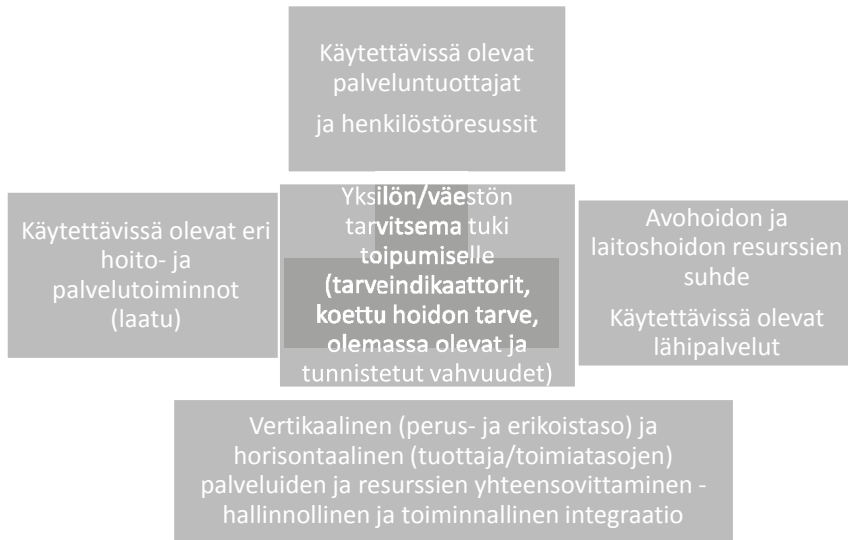 Käytettävissä olevat
palveluntuottajat
ja henkilöstöresussit
Käytettävissä olevat eri
hoito- ja
palvelutoiminnot
(laatu)
Yksilön/väestön
tarvitsema tuki
toipumiselle
(tarveindikaattorit,
koettu hoidon tarve,
olemassa olevat ja
tunnistetut vahvuudet)
Avohoidon ja
laitoshoidon resurssien
suhde
Käytettävissä olevat
lähipalvelut
Vertikaalinen (perus- ja erikoistaso) ja
horisontaalinen (tuottaja/toimiatasojen)
palveluiden ja resurssien yhteensovittaminen -
hallinnollinen ja toiminnallinen integraatio